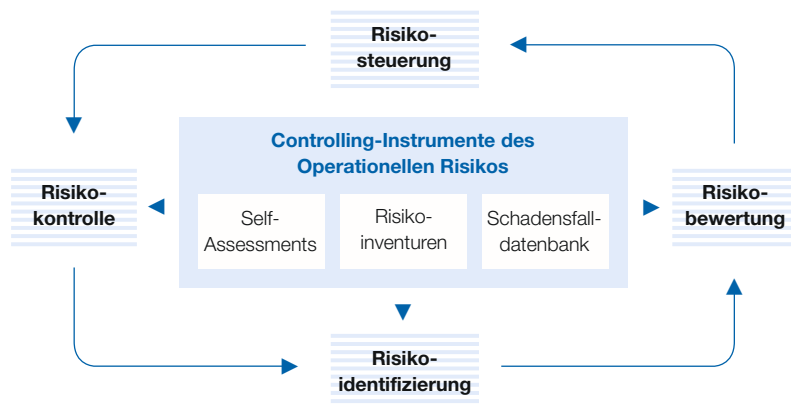 Risiko-
steuerung
Controlling-Instrumente des
Operationellen Risikos
Risiko-
kontrolle
Self-
Assessments
Risiko-
inventuren
Schadensfall-
datenbank
Risiko-
bewertung
Risiko-
identifizierung